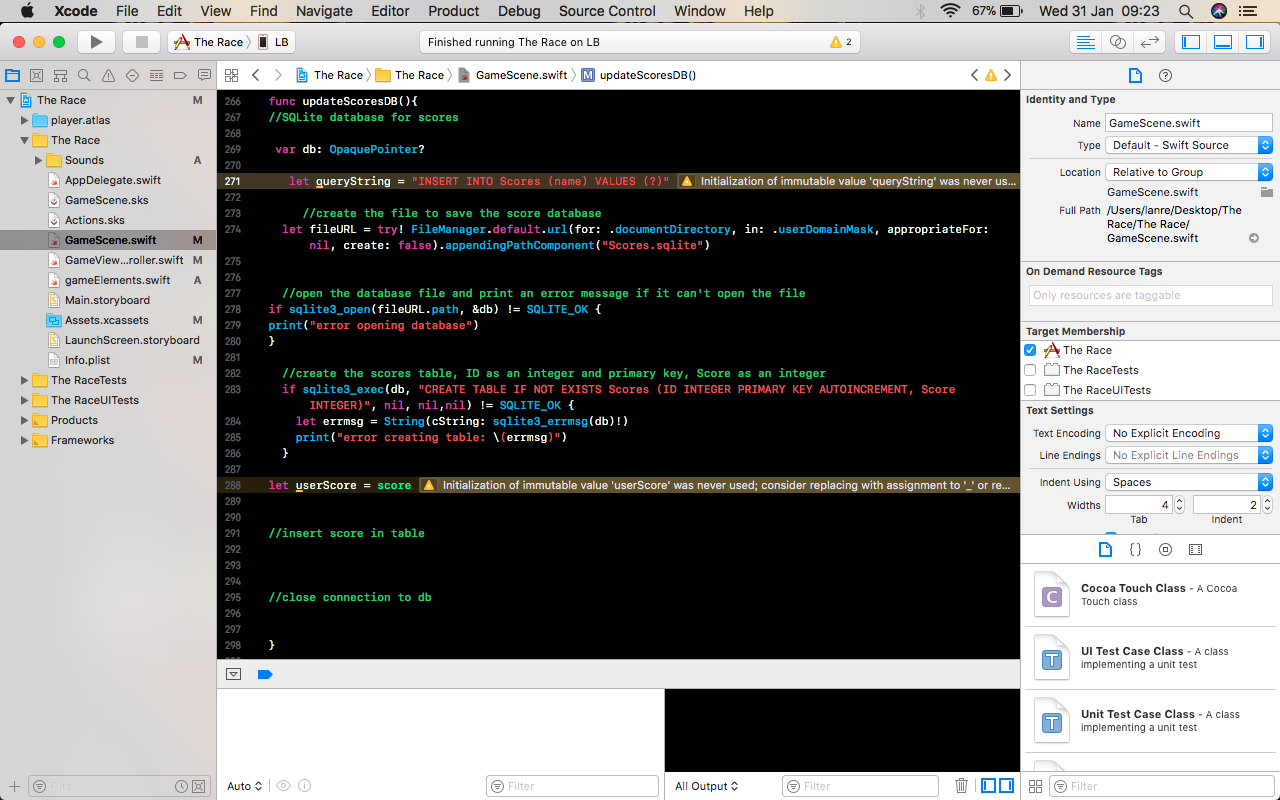 Xcode File Edit View Find Navigate Editor Product Debug Source Control Window Help 67% Wed 31 Jan 09:23
The Race LB Finished running The Race on LB 2
The Race The Race GameScene.swift M updateScoresDB()
The Race M
player.atlas
The Race
Sounds A
AppDelegate.swift
GameScene.sks
Actions.sks
GameScene.swift M
GameView...roller.swift M
gameElements.swift A
Main.storyboard
Assets.xcassets M
LaunchScreen.storyboard
Info.plist M
The RaceTests
The RaceUITests
Products
Frameworks
Filter
266 func updateScoresDB(){
267 //SQLite database for scores
268
269 var db: OpaquePointer?
270
271 let queryString = "INSERT INTO Scores (name) VALUES (?)" Initialization of immutable value 'queryString' was never us...
272
273 //create the file to save the score database
274 let fileURL = try! FileManager.default.url(for: .documentDirectory, in: .userDomainMask, appropriateFor:
nil, create: false).appendingPathComponent("Scores.sqlite")
275
276
277 //open the database file and print an error message if it can't open the file
278 if sqlite3_open(fileURL.path, &db) != SQLITE_OK {
279 print("error opening database")
280 }
281
282 //create the scores table, ID as an integer and primary key, Score as an integer
283 if sqlite3_exec(db, "CREATE TABLE IF NOT EXISTS Scores (ID INTEGER PRIMARY KEY AUTOINCREMENT, Score
INTEGER)", nil, nil,nil) != SQLITE_OK {
284 let errmsg = String(cString: sqlite3_errmsg(db)!)
285 print("error creating table: \(errmsg)")
286 }
287
288 let userScore = score Initialization of immutable value 'userScore' was never used; consider replacing with assignment to '_' or re...
289
290
291 //insert score in table
292
293
294
295 //close connection to db
296
297
298 }
Auto Filter
All Output Filter
Identity and Type
Name GameScene.swift
Type Default - Swift Source
Location Relative to Group
GameScene.swift
Full Path /Users/lanre/Desktop/The
Race/The Race/
GameScene.swift
On Demand Resource Tags
Only resources are taggable
Target Membership
The Race
The RaceTests
The RaceUITests
Text Settings
Text Encoding No Explicit Encoding
Line Endings No Explicit Line Endings
Indent Using Spaces
Widths 4 2
Tab Indent
{}
C Cocoa Touch Class - A Cocoa
Touch class
T UI Test Case Class - A class
implementing a unit test
T Unit Test Case Class - A class
implementing a unit test
Filter